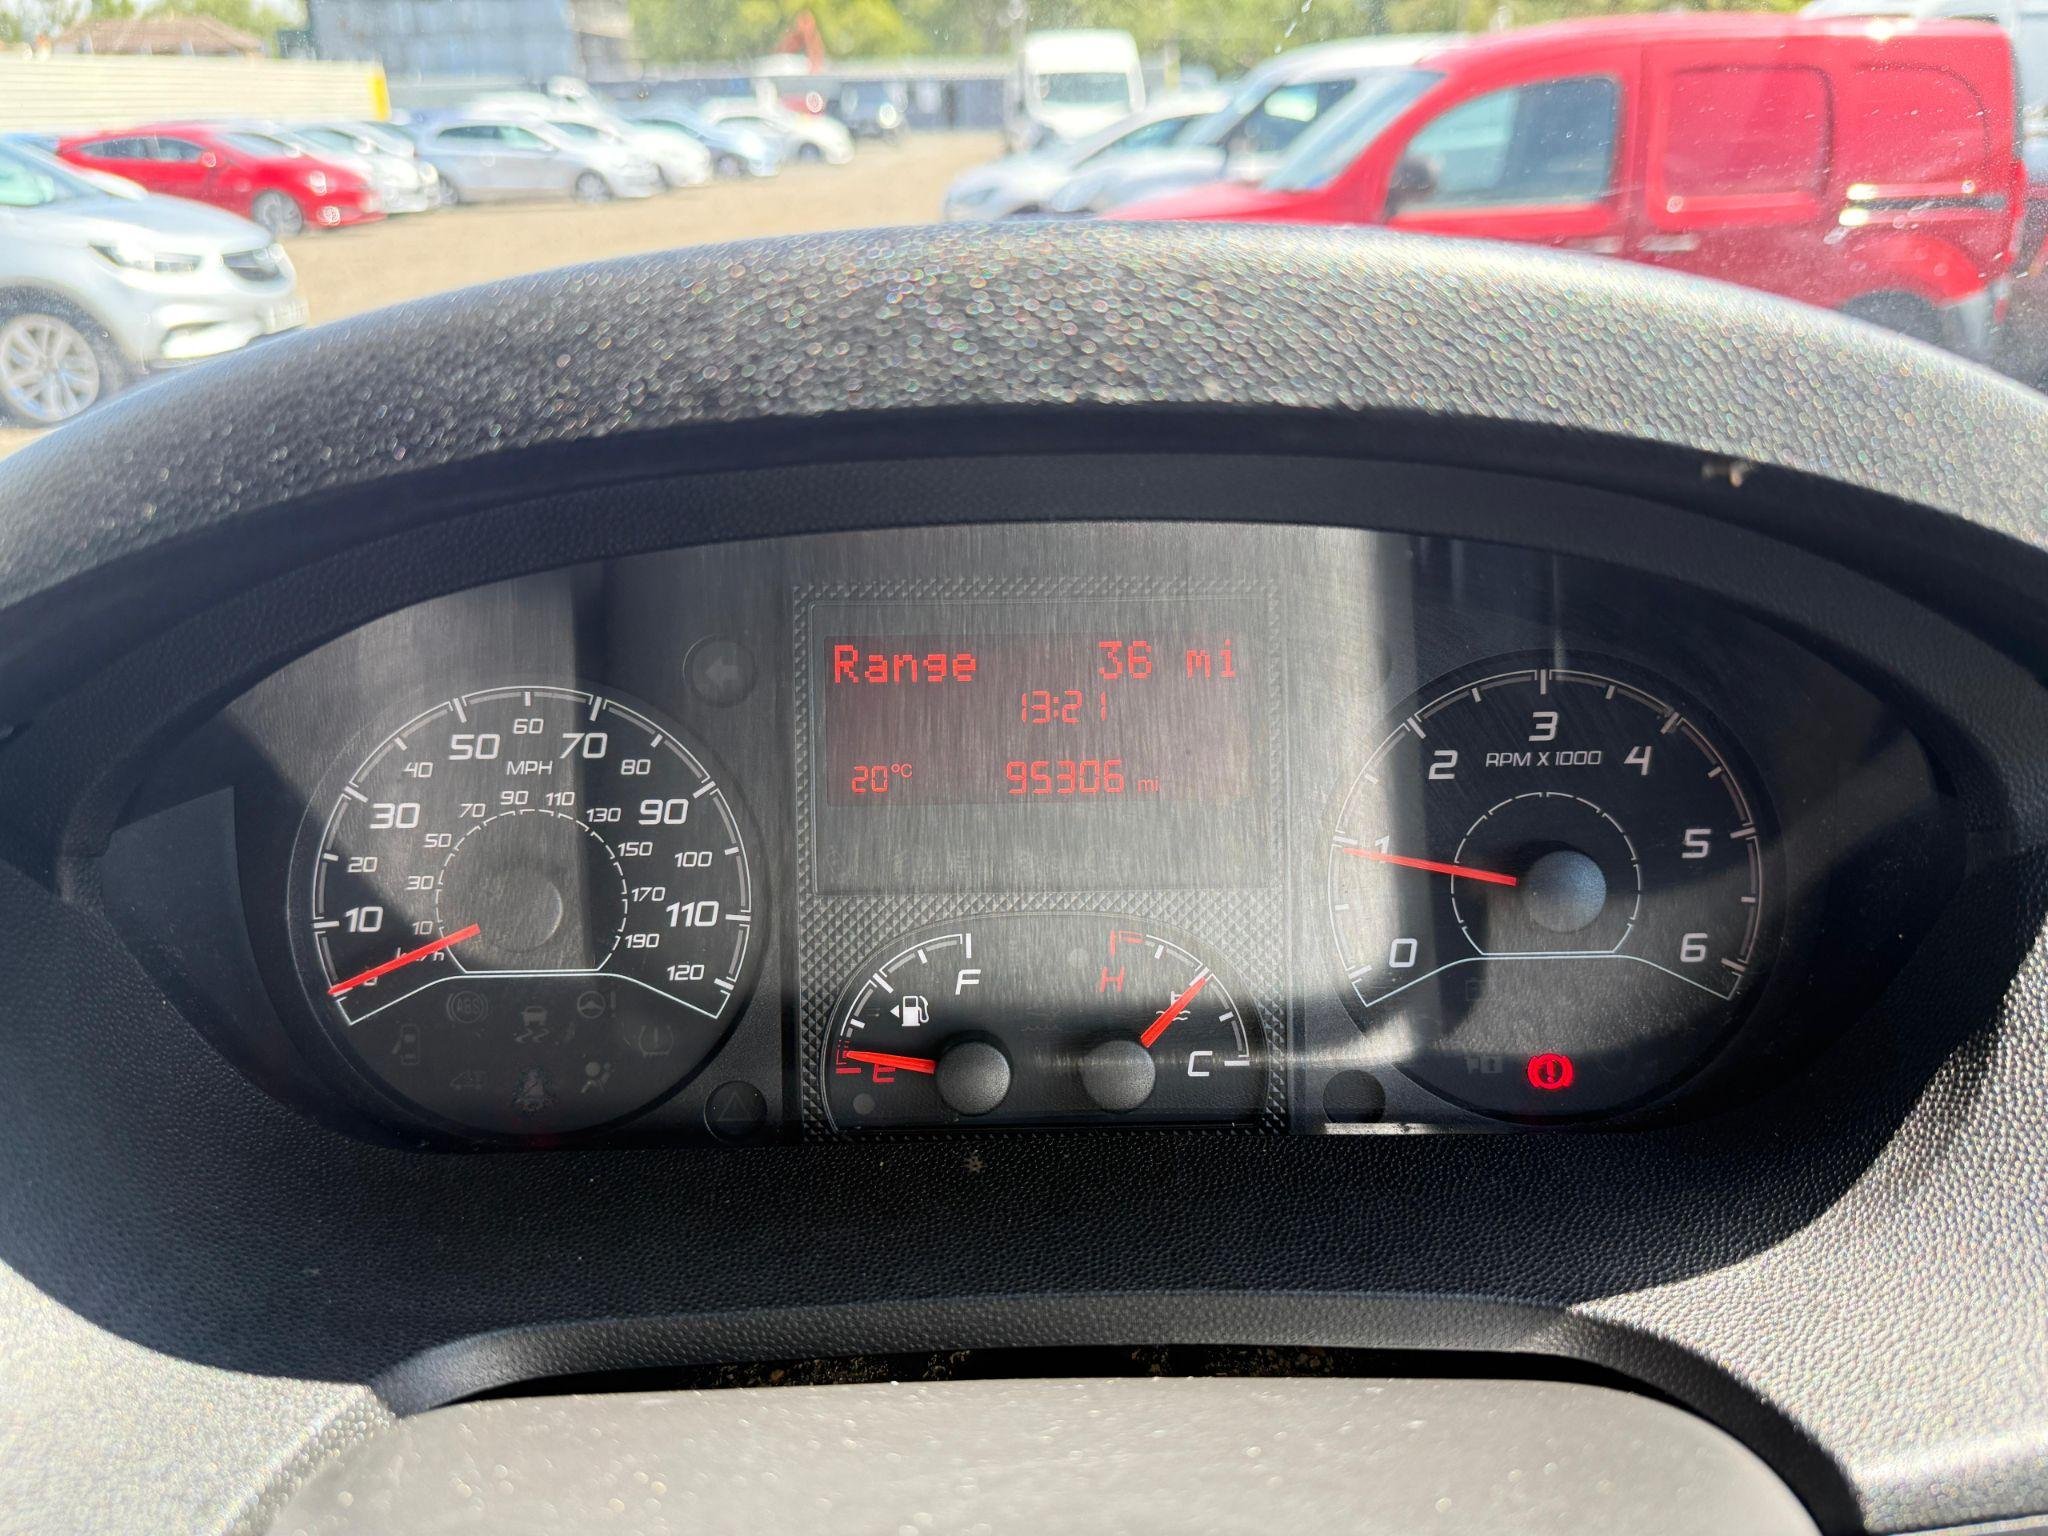 Range 36 mi
13:21
20°C 95306 mi
MPH
10 20 30 40 50 60 70 80 90 100 110 120
10 30 50 70 90 110 130 150 170 190
ABS
F
E
H
C
RPM X 1000
0 1 2 3 4 5 6